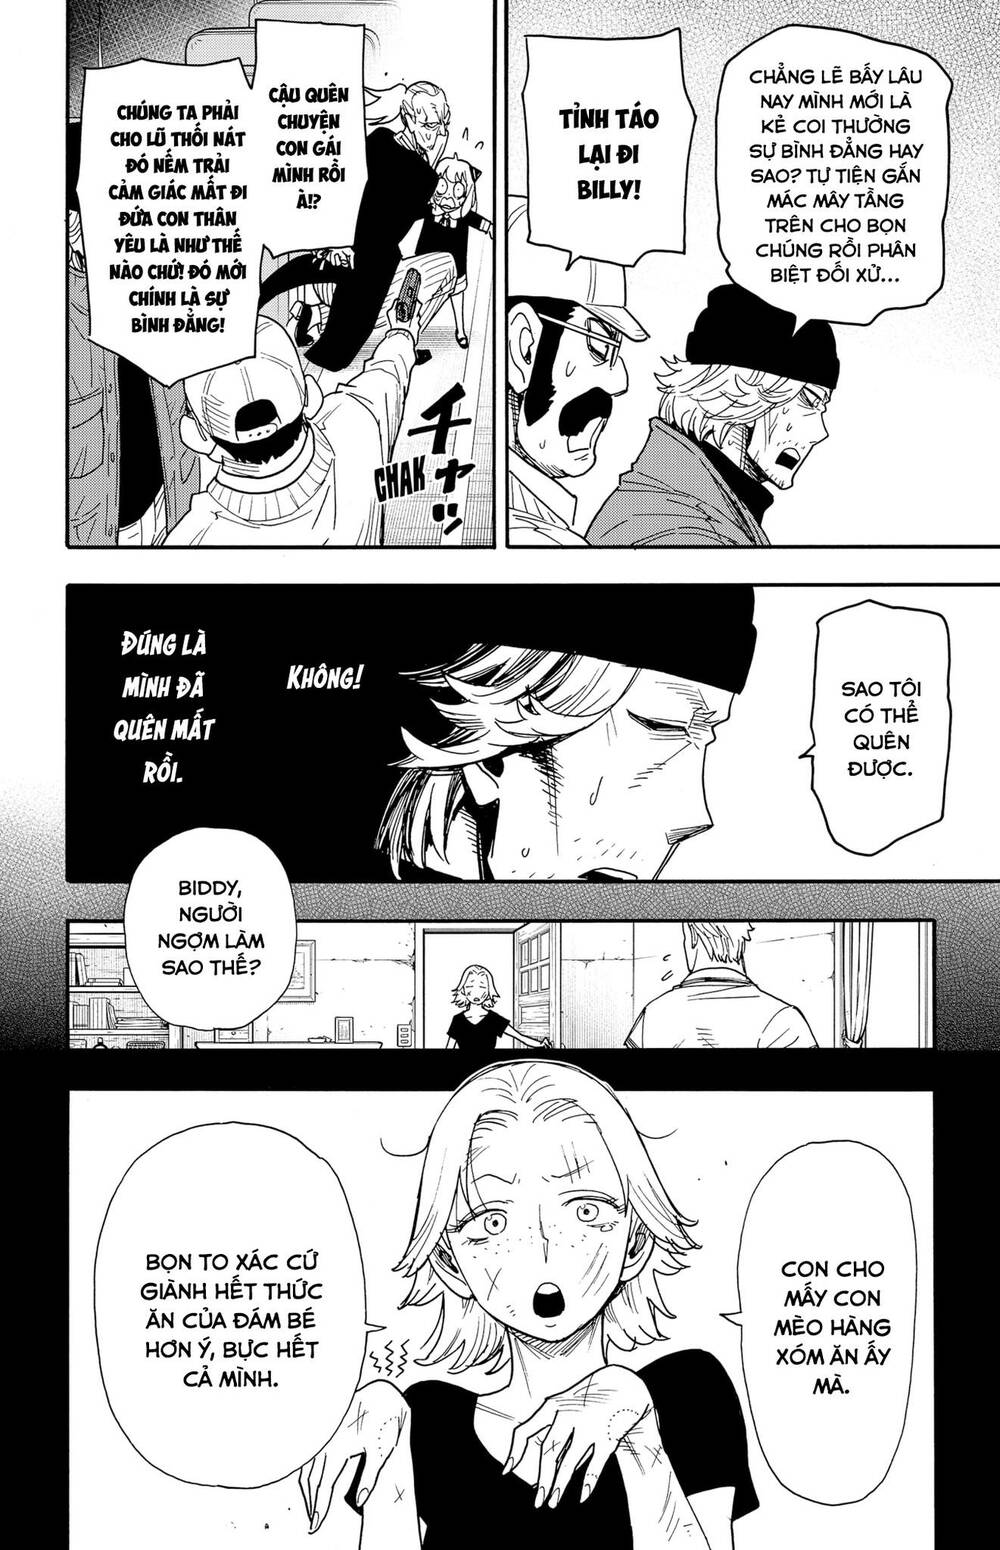 CHẲNG LẼ BẤY LÂU
NAY MÌNH MỚI LÀ
KẺ COI THƯỜNG
SỰ BÌNH ĐẲNG HAY
SAO? TỰ TIỆN GẮN
MÁC MÂY TẦNG
TRÊN CHO BỌN
CHÚNG RỒI PHÂN
BIỆT ĐỐI XỬ...
TỈNH TÁO
LẠI ĐI
BILLY!
CẬU QUÊN
CHUYỆN
CON GÁI
MÌNH RỒI
À!?
CHÚNG TA PHẢI
CHO LŨ THỐI NÁT
ĐÓ NẾM TRẢI
CẢM GIÁC MẤT ĐI
ĐỨA CON THÂN
YÊU LÀ NHƯ THẾ
NÀO CHỨ! ĐÓ MỚI
CHÍNH LÀ SỰ
BÌNH ĐẲNG!
チャッ
CHAK
SAO TÔI
CÓ THỂ
QUÊN
ĐƯỢC.
KHÔNG!
ĐÚNG LÀ
MÌNH ĐÃ
QUÊN MẤT
RỒI.
BIDDY,
NGƯỜI
NGỢM LÀM
SAO THẾ?
CON CHO
MẤY CON
MÈO HÀNG
XÓM ĂN ẤY
MÀ.
BỌN TO XÁC CỨ
GIÀNH HẾT THỨC
ĂN CỦA ĐÁM BÉ
HƠN Ý, BỰC HẾT
CẢ MÌNH.